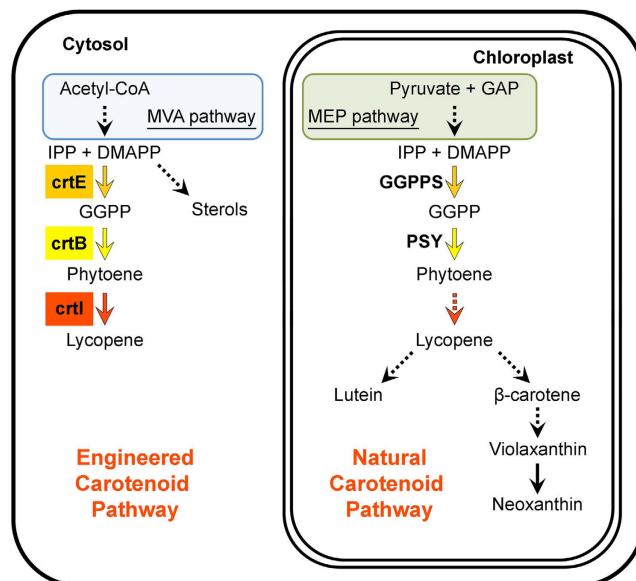 Cytosol
Acetyl-CoA
MVA pathway
IPP + DMAPP
crtE
GGPP
Sterols
crtB
Phytoene
crtI
Lycopene
Engineered
Carotenoid
Pathway
Chloroplast
Pyruvate + GAP
MEP pathway
IPP + DMAPP
GGPPS
GGPP
PSY
Phytoene
Lycopene
Lutein
β-carotene
Violaxanthin
Neoxanthin
Natural
Carotenoid
Pathway